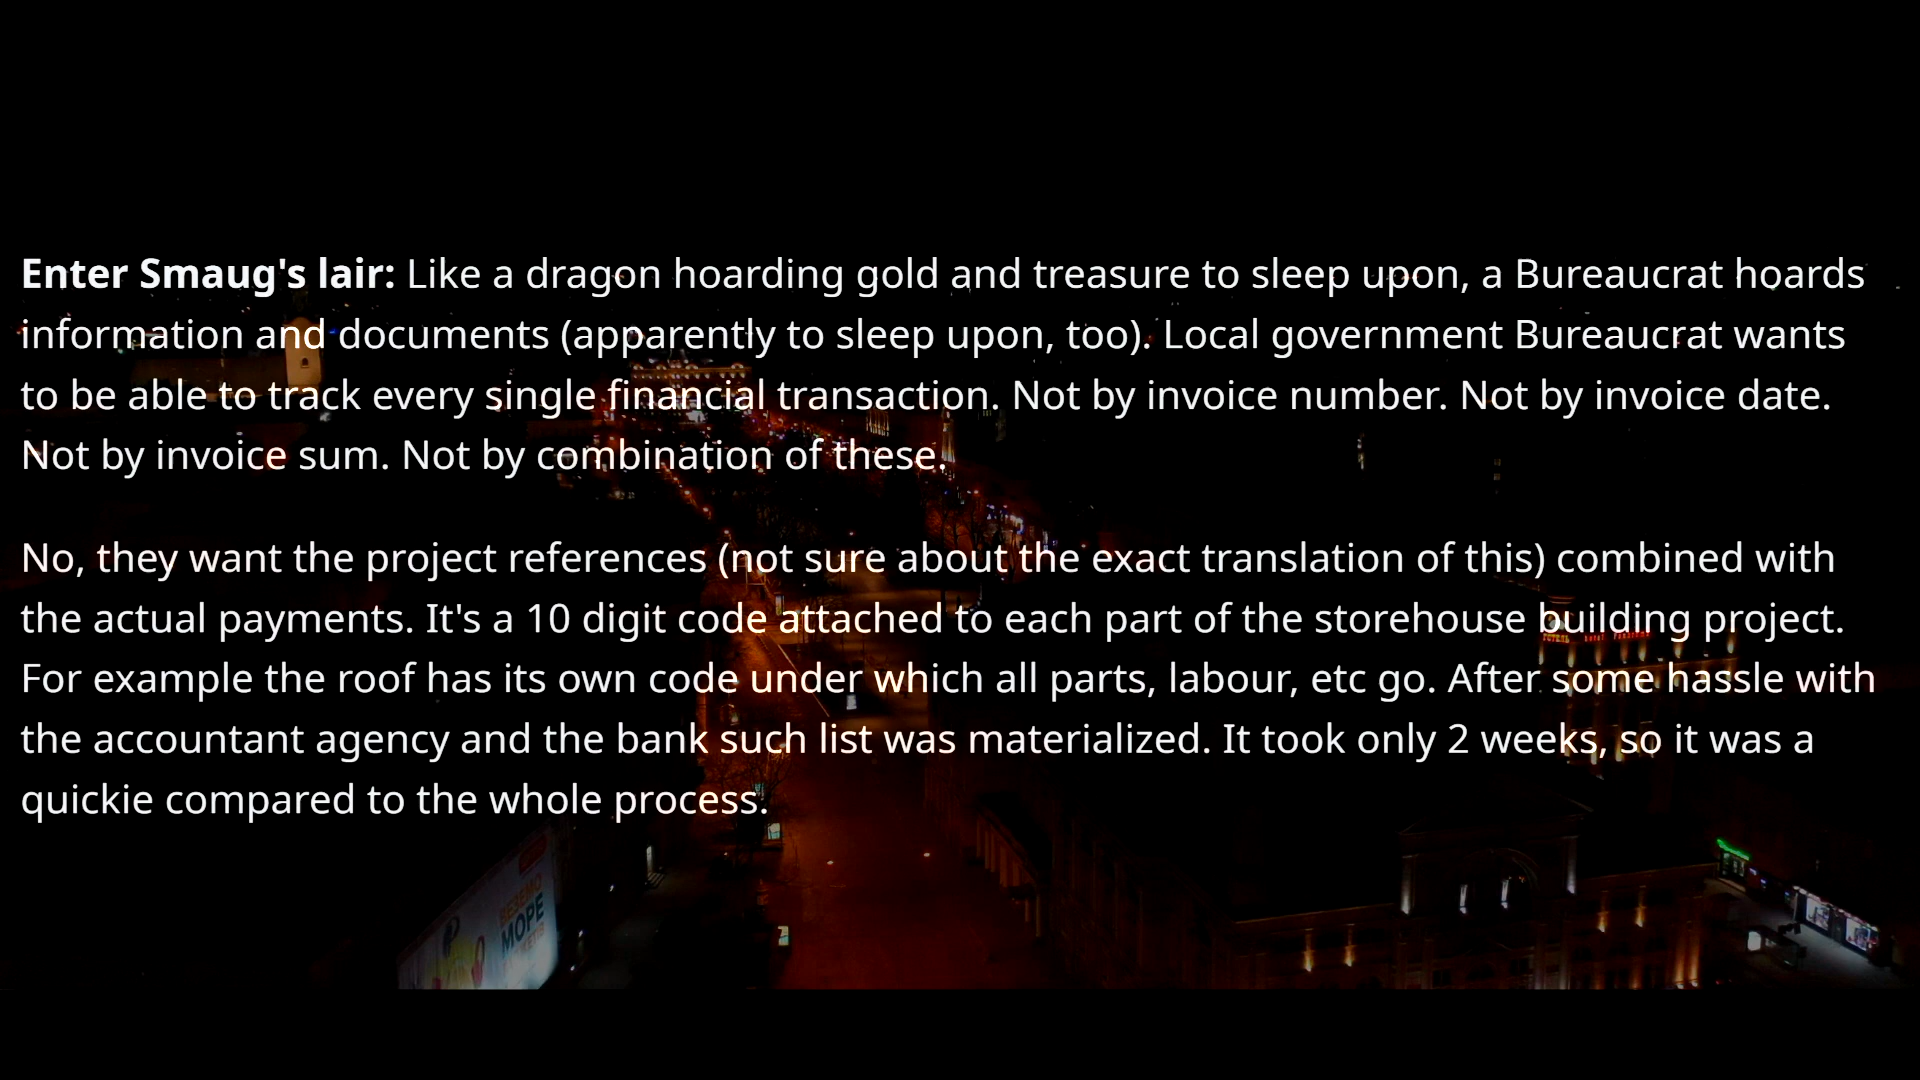 Enter Smaug's lair: Like a dragon hoarding gold and treasure to sleep upon, a Bureaucrat hoards
information and documents (apparently to sleep upon, too). Local government Bureaucrat wants
to be able to track every single financial transaction. Not by invoice number. Not by invoice date.
Not by invoice sum. Not by combination of these.
No, they want the project references (not sure about the exact translation of this) combined with
the actual payments. It's a 10 digit code attached to each part of the storehouse building project.
For example the roof has its own code under which all parts, labour, etc go. After some hassle with
the accountant agency and the bank such list was materialized. It took only 2 weeks, so it was a
quickie compared to the whole process.
МОРЕ